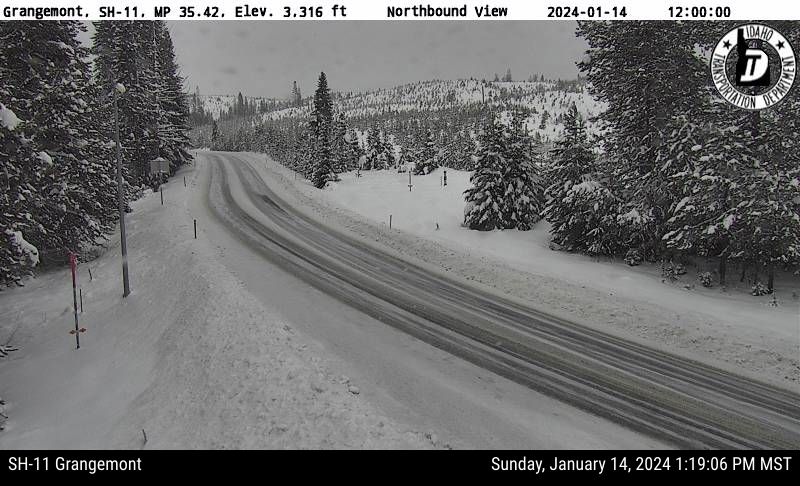 Grangemont, SH-11, MP 35.42, Elev. 3,316 ft Northbound View 2024-01-14 12:00:00
IDAHO
TRANSPORTATION DEPARTMENT
SH-11 Grangemont Sunday, January 14, 2024 1:19:06 PM MST